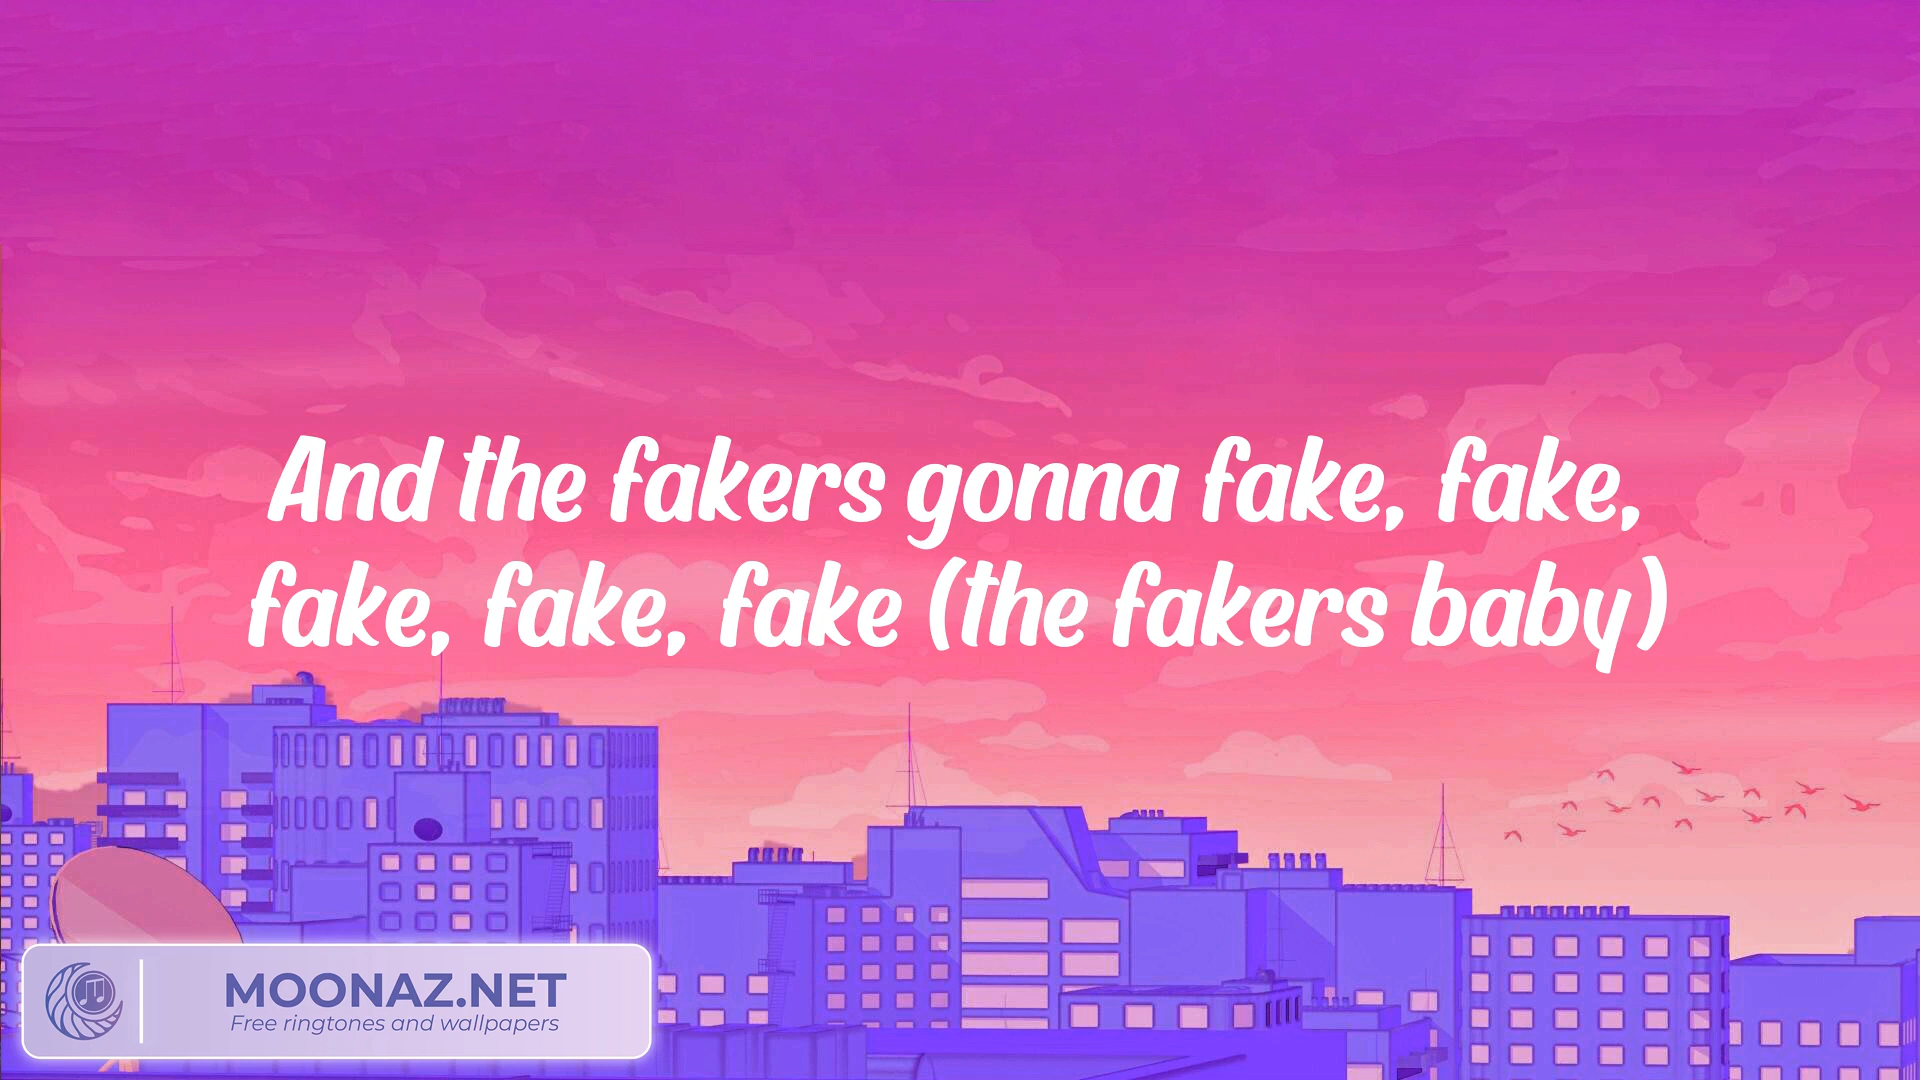 And the fakers gonna fake, fake,
fake, fake, fake (the fakers baby)
MOONAZ.NET
Free ringtones and wallpapers